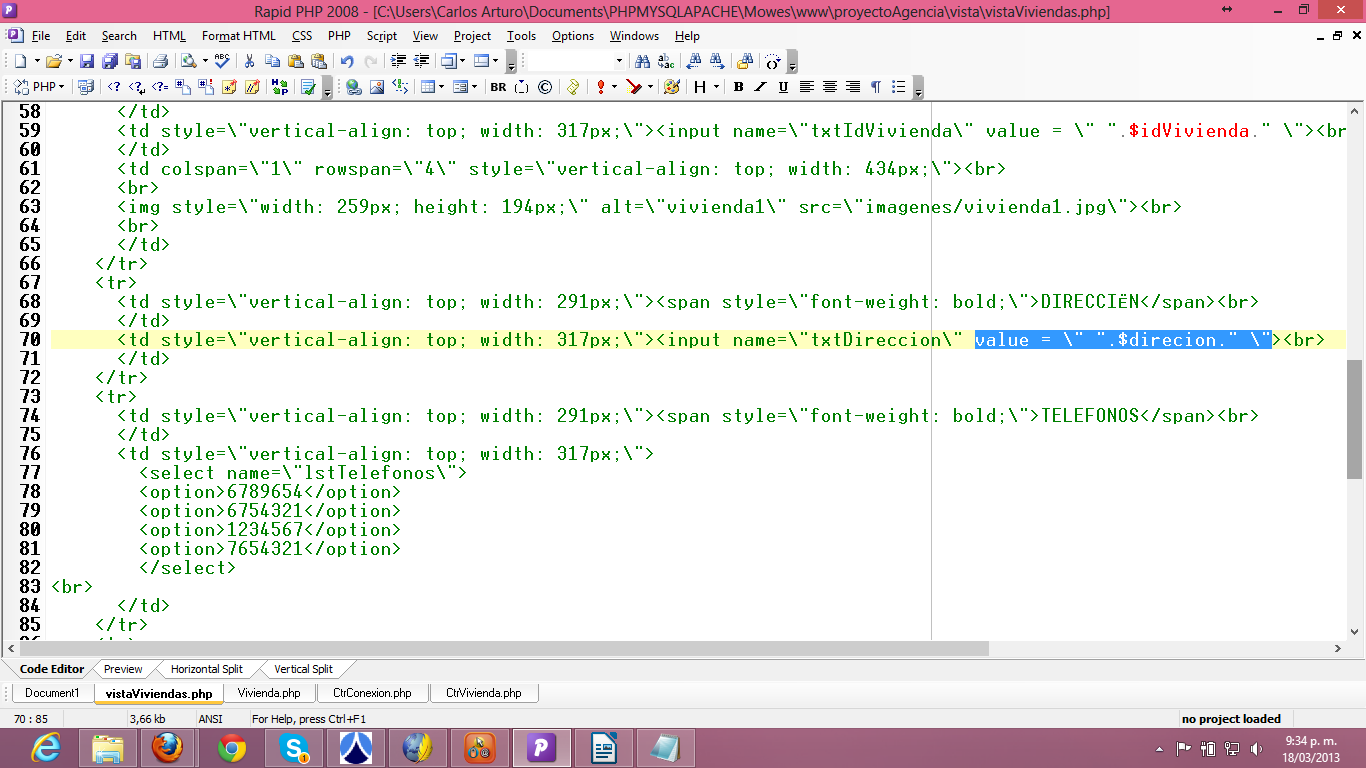 Rapid PHP 2008 - [C:\Users\Carlos Arturo\Documents\PHPMYSQLAPACHE\Mowes\www\proyectoAgencia\vista\vistaViviendas.php]
File Edit Search HTML Format HTML CSS PHP Script View Project Tools Options Windows Help
PHP BR © H B I U ¶
58 </td>
59 <td style=\"vertical-align: top; width: 317px;\"><input name=\"txtIdVivienda\" value = \" ".$idVivienda." \"><br
60 </td>
61 <td colspan=\"1\" rowspan=\"4\" style=\"vertical-align: top; width: 434px;\"><br>
62 <br>
63 <img style=\"width: 259px; height: 194px;\" alt=\"vivienda1\" src=\"imagenes/vivienda1.jpg\"><br>
64 <br>
65 </td>
66 </tr>
67 <tr>
68 <td style=\"vertical-align: top; width: 291px;\"><span style=\"font-weight: bold;\">DIRECCIËN</span><br>
69 </td>
70 <td style=\"vertical-align: top; width: 317px;\"><input name=\"txtDireccion\" value = \" ".$direcion." \"><br>
71 </td>
72 </tr>
73 <tr>
74 <td style=\"vertical-align: top; width: 291px;\"><span style=\"font-weight: bold;\">TELEFONOS</span><br>
75 </td>
76 <td style=\"vertical-align: top; width: 317px;\">
77 <select name=\"lstTelefonos\">
78 <option>6789654</option>
79 <option>6754321</option>
80 <option>1234567</option>
81 <option>7654321</option>
82 </select>
83 <br>
84 </td>
85 </tr>
Code Editor Preview Horizontal Split Vertical Split
Document1 vistaViviendas.php Vivienda.php CtrConexion.php CtrVivienda.php
70 : 85 3,66 kb ANSI For Help, press Ctrl+F1 no project loaded
9:34 p. m.
18/03/2013